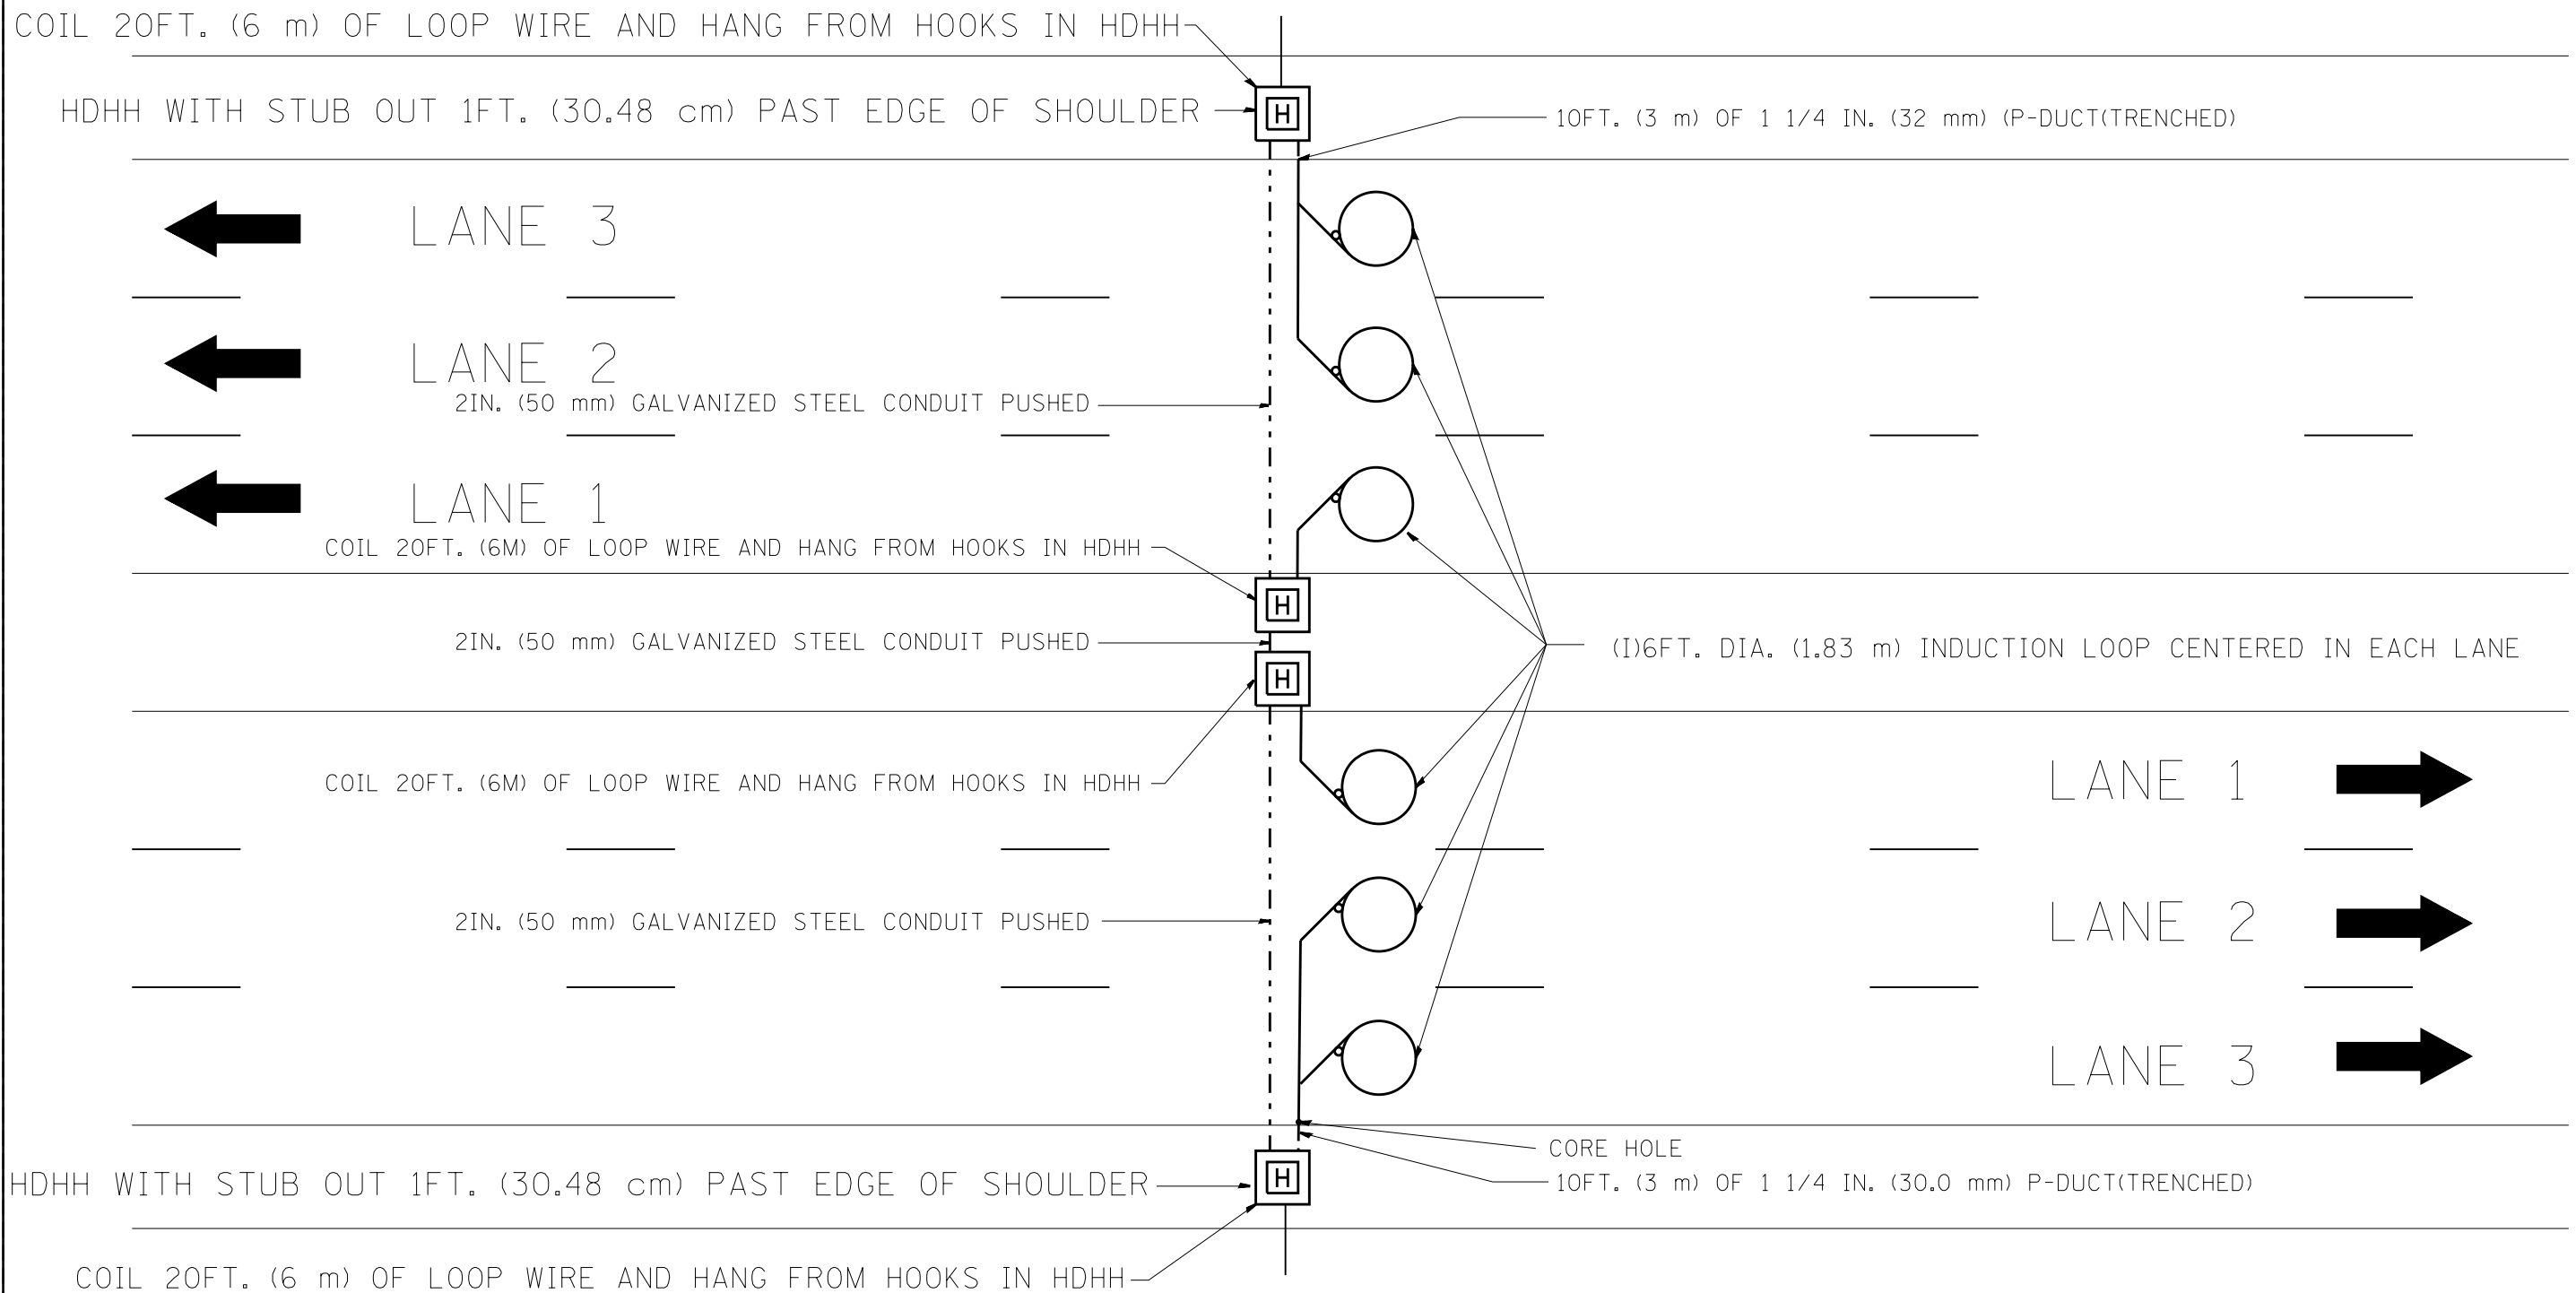 COIL 20FT. (6 m) OF LOOP WIRE AND HANG FROM HOOKS IN HDHH
HDHH WITH STUB OUT 1FT. (30.48 cm) PAST EDGE OF SHOULDER
H
10FT. (3 m) OF 1 1/4 IN. (32 mm) (P-DUCT(TRENCHED)
LANE 3
LANE 2
2IN. (50 mm) GALVANIZED STEEL CONDUIT PUSHED
LANE 1
COIL 20FT. (6M) OF LOOP WIRE AND HANG FROM HOOKS IN HDHH
H
2IN. (50 mm) GALVANIZED STEEL CONDUIT PUSHED
(I)6FT. DIA. (1.83 m) INDUCTION LOOP CENTERED IN EACH LANE
H
COIL 20FT. (6M) OF LOOP WIRE AND HANG FROM HOOKS IN HDHH
LANE 1
2IN. (50 mm) GALVANIZED STEEL CONDUIT PUSHED
LANE 2
LANE 3
CORE HOLE
HDHH WITH STUB OUT 1FT. (30.48 cm) PAST EDGE OF SHOULDER
H
10FT. (3 m) OF 1 1/4 IN. (30.0 mm) P-DUCT(TRENCHED)
COIL 20FT. (6 m) OF LOOP WIRE AND HANG FROM HOOKS IN HDHH